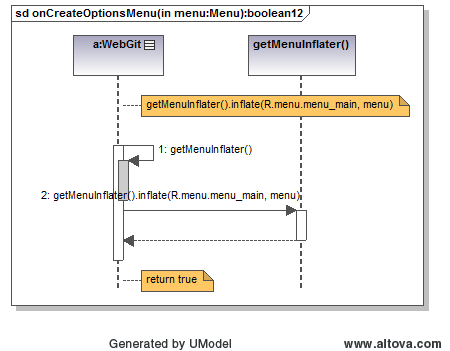 sd onCreateOptionsMenu(in menu:Menu):boolean12
a:WebGit
getMenuInflater()
getMenuInflater().inflate(R.menu.menu_main, menu)
1: getMenuInflater()
2: getMenuInflater().inflate(R.menu.menu_main, menu)
return true
Generated by UModel
www.altova.com